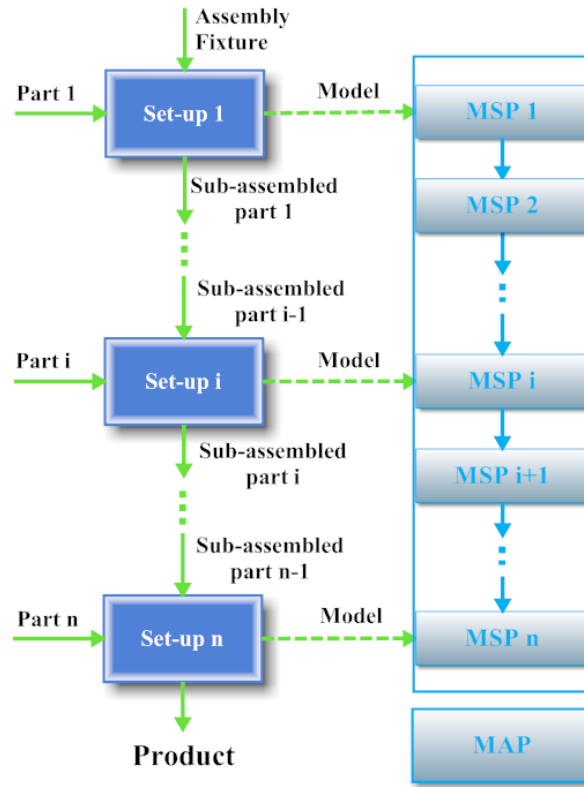 Assembly
Fixture
Part 1
Set-up 1
Model
MSP 1
Sub-assembled
part 1
MSP 2
Sub-assembled
part i-1
Part i
Set-up i
Model
MSP i
Sub-assembled
part i
MSP i+1
Sub-assembled
part n-1
Part n
Set-up n
Model
MSP n
Product
MAP